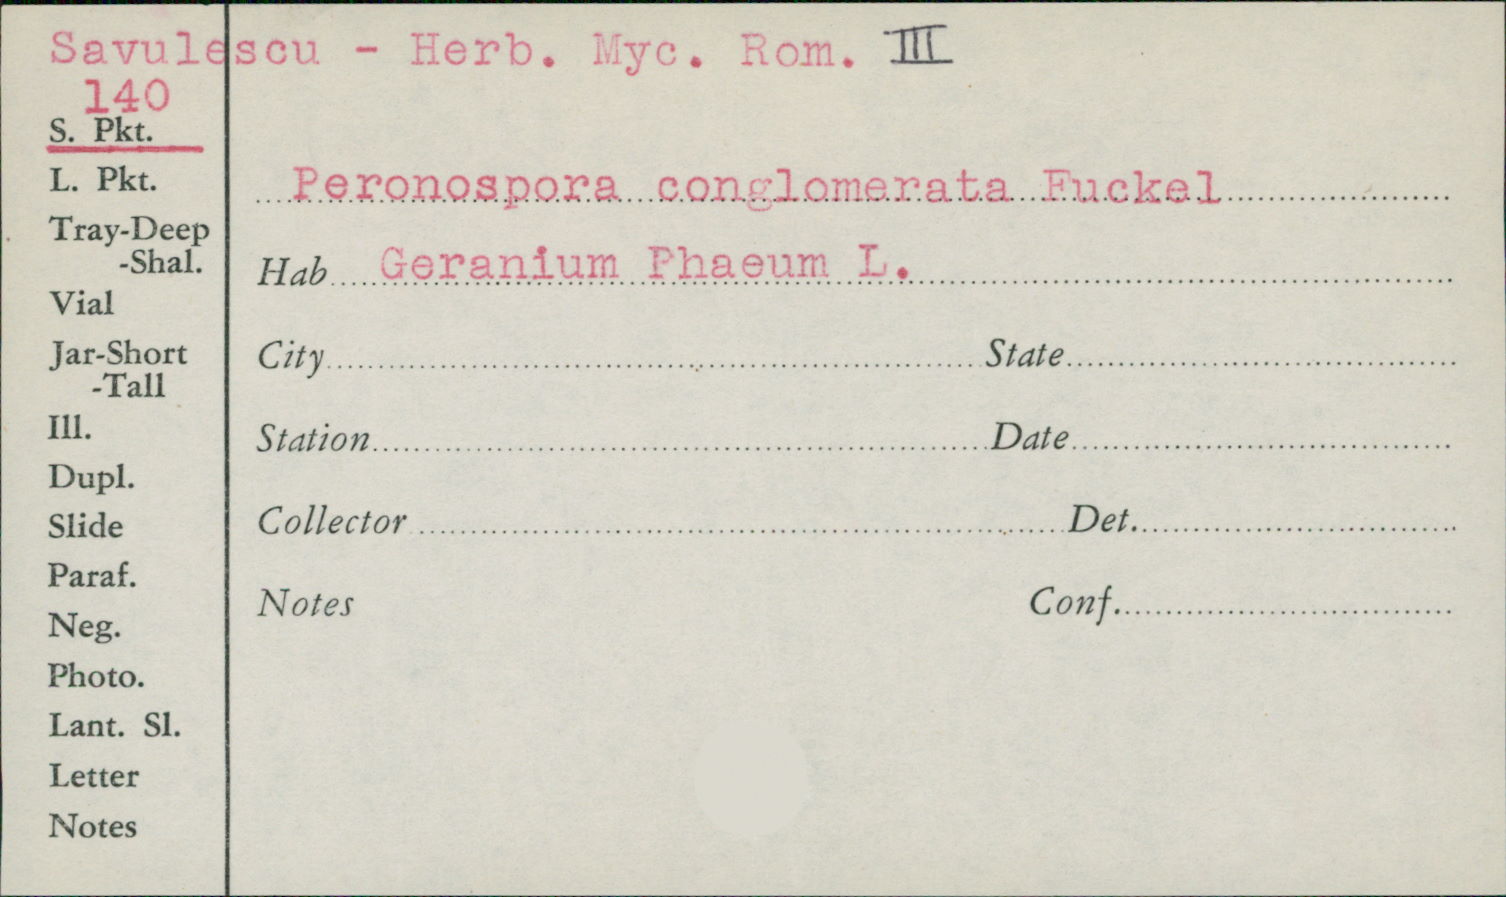 Savulescu - Herb. Myc. Rom. III
140
S. Pkt.
L. Pkt.
Tray-Deep
-Shal.
Vial
Jar-Short
-Tall
Ill.
Dupl.
Slide
Paraf.
Neg.
Photo.
Lant. Sl.
Letter
Notes
Peronospora conglomerata Fuckel
Hab. Geranium Phaeum L.
City State
Station Date
Collector Det.
Notes Conf.